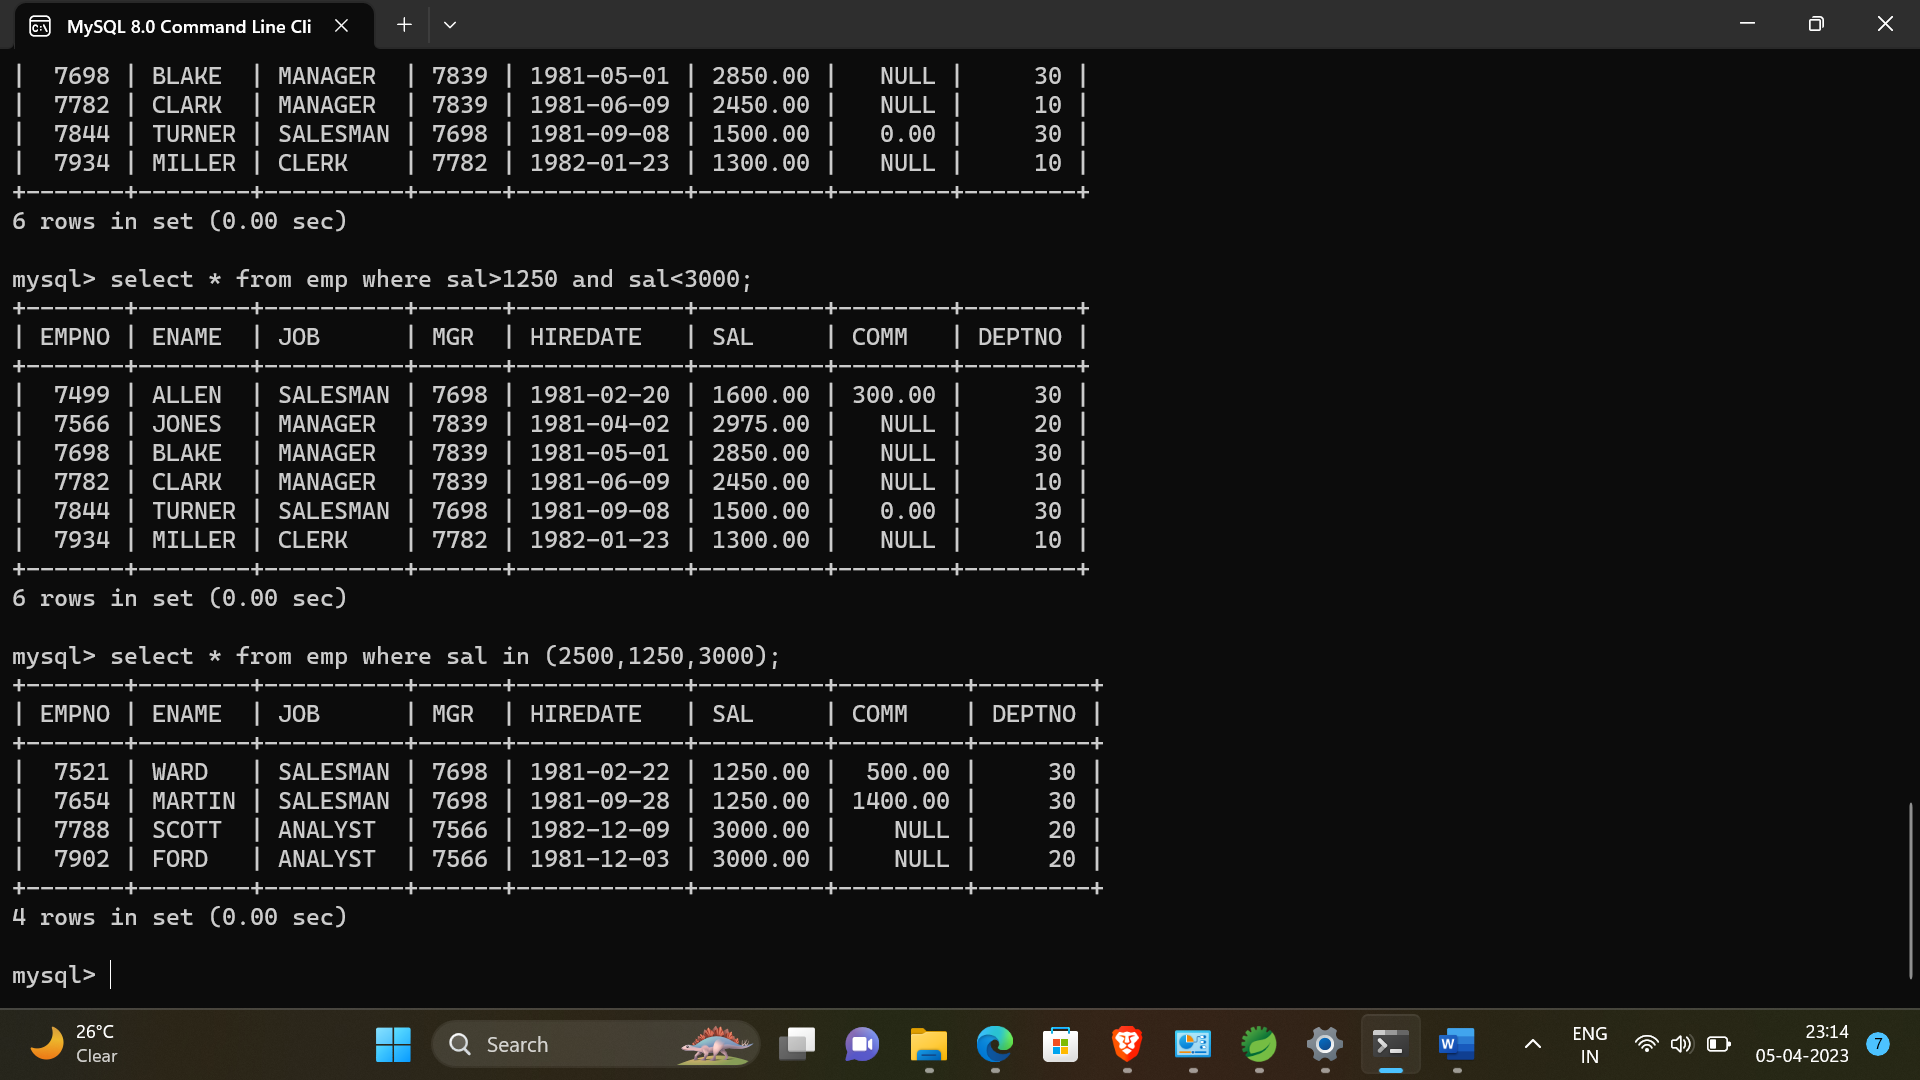 MySQL 8.0 Command Line Cli
|  7698 | BLAKE  | MANAGER  | 7839 | 1981-05-01 | 2850.00 |   NULL |     30 |
|  7782 | CLARK  | MANAGER  | 7839 | 1981-06-09 | 2450.00 |   NULL |     10 |
|  7844 | TURNER | SALESMAN | 7698 | 1981-09-08 | 1500.00 |   0.00 |     30 |
|  7934 | MILLER | CLERK    | 7782 | 1982-01-23 | 1300.00 |   NULL |     10 |
+-------+--------+----------+------+------------+---------+--------+--------+
6 rows in set (0.00 sec)
mysql> select * from emp where sal>1250 and sal<3000;
+-------+--------+----------+------+------------+---------+--------+--------+
| EMPNO | ENAME  | JOB      | MGR  | HIREDATE   | SAL     | COMM   | DEPTNO |
+-------+--------+----------+------+------------+---------+--------+--------+
|  7499 | ALLEN  | SALESMAN | 7698 | 1981-02-20 | 1600.00 | 300.00 |     30 |
|  7566 | JONES  | MANAGER  | 7839 | 1981-04-02 | 2975.00 |   NULL |     20 |
|  7698 | BLAKE  | MANAGER  | 7839 | 1981-05-01 | 2850.00 |   NULL |     30 |
|  7782 | CLARK  | MANAGER  | 7839 | 1981-06-09 | 2450.00 |   NULL |     10 |
|  7844 | TURNER | SALESMAN | 7698 | 1981-09-08 | 1500.00 |   0.00 |     30 |
|  7934 | MILLER | CLERK    | 7782 | 1982-01-23 | 1300.00 |   NULL |     10 |
+-------+--------+----------+------+------------+---------+--------+--------+
6 rows in set (0.00 sec)
mysql> select * from emp where sal in (2500,1250,3000);
+-------+--------+----------+------+------------+---------+---------+--------+
| EMPNO | ENAME  | JOB      | MGR  | HIREDATE   | SAL     | COMM    | DEPTNO |
+-------+--------+----------+------+------------+---------+---------+--------+
|  7521 | WARD   | SALESMAN | 7698 | 1981-02-22 | 1250.00 |  500.00 |     30 |
|  7654 | MARTIN | SALESMAN | 7698 | 1981-09-28 | 1250.00 | 1400.00 |     30 |
|  7788 | SCOTT  | ANALYST  | 7566 | 1982-12-09 | 3000.00 |    NULL |     20 |
|  7902 | FORD   | ANALYST  | 7566 | 1981-12-03 | 3000.00 |    NULL |     20 |
+-------+--------+----------+------+------------+---------+---------+--------+
4 rows in set (0.00 sec)
mysql>
26°C
Clear
Search
W
ENG
IN
23:14
05-04-2023
7